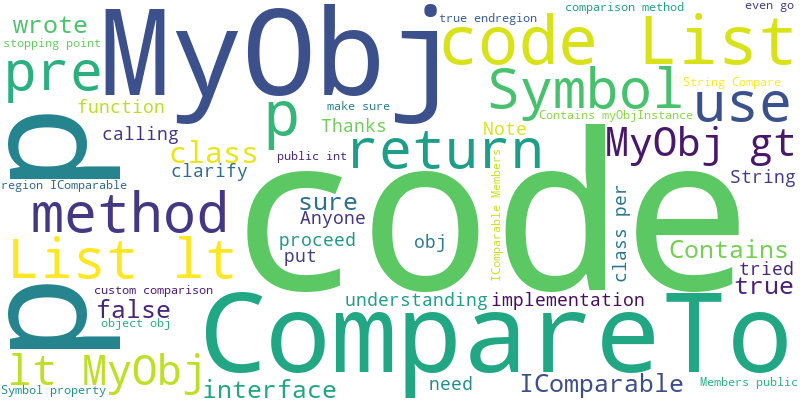 wrote
stopping point
pre
MyObj
true endregion
comparison method
even go
code List
function
make sure
p
Thanks
Symbol
String Compare
Contains myObjInstance
use
p
calling
class
clarify
public int
return
Note
MyObj gt
region IComparable
method
sure
Anyone
code
IComparable Members
class per
String
List lt
proceed
put
obj
Contains
tried
true
p
custom comparison
false
object obj
understanding
implementation
CompareTo
lt MyObj
Symbol property
interface
need
IComparable
Members public